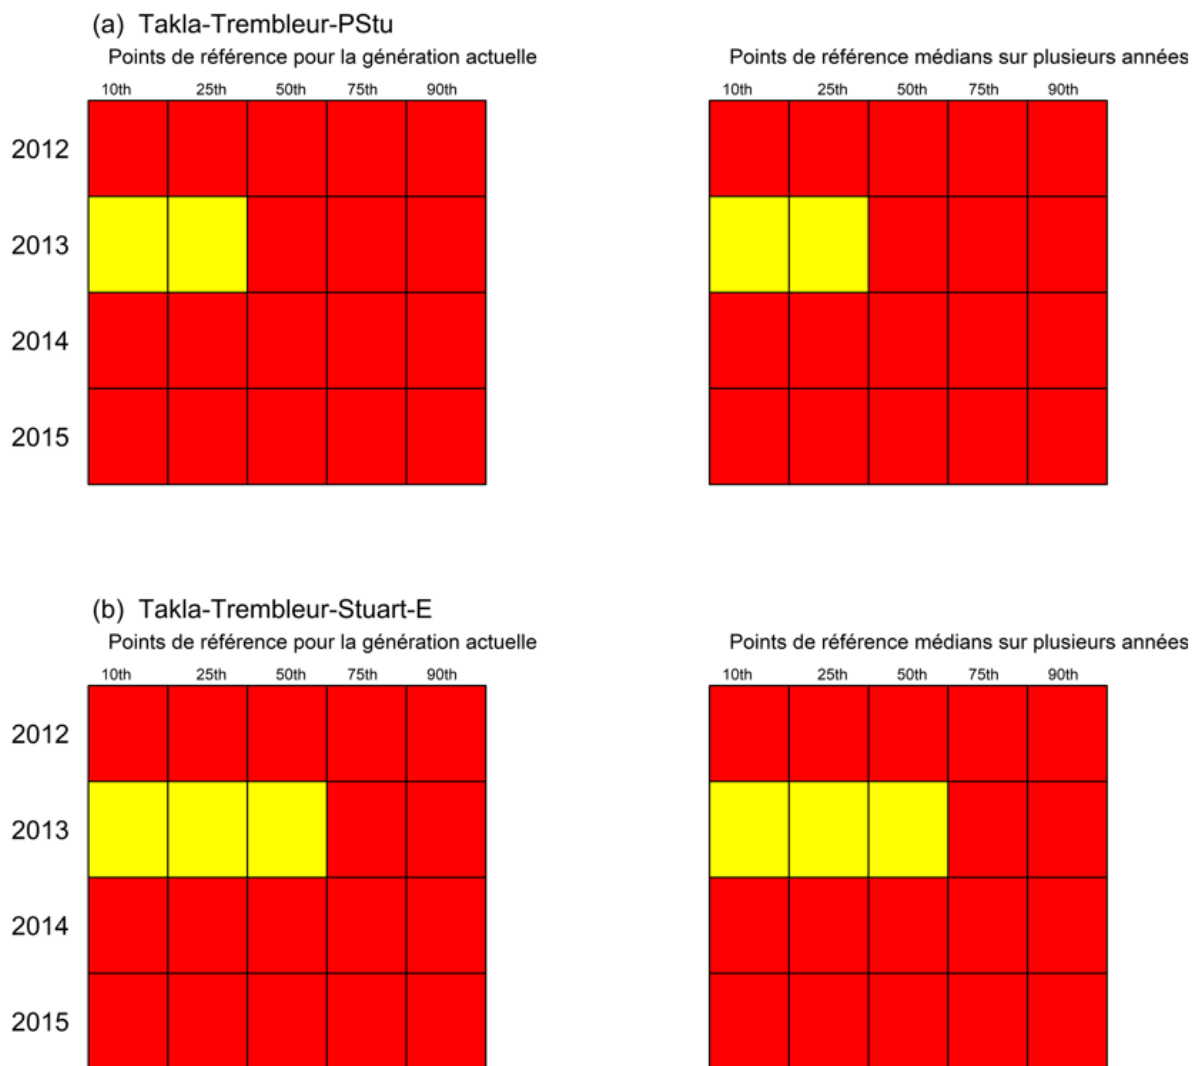 (a) Takla-Trembleur-PStu
Points de référence pour la génération actuelle
Points de référence médians sur plusieurs années
10th 25th 50th 75th 90th
10th 25th 50th 75th 90th
2012
2013
2014
2015
(b) Takla-Trembleur-Stuart-E
Points de référence pour la génération actuelle
Points de référence médians sur plusieurs années
10th 25th 50th 75th 90th
10th 25th 50th 75th 90th
2012
2013
2014
2015